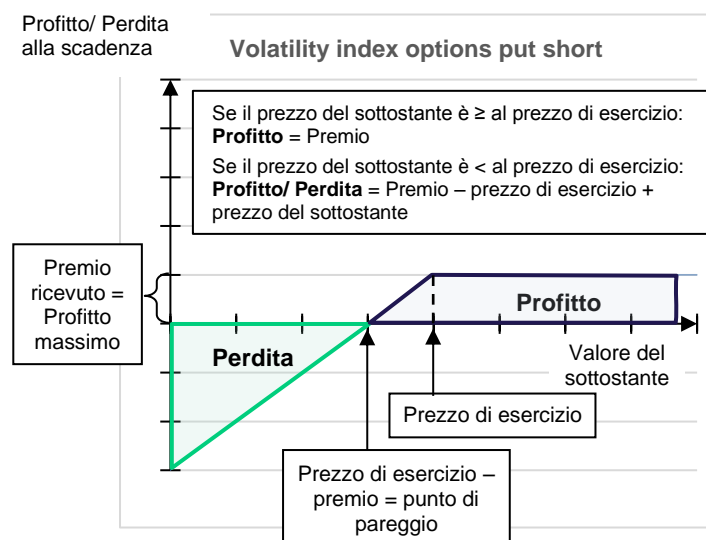 Profitto/ Perdita
alla scadenza
Volatility index options put short
Se il prezzo del sottostante è ≥ al prezzo di esercizio:
Profitto = Premio
Se il prezzo del sottostante è < al prezzo di esercizio:
Profitto/ Perdita = Premio – prezzo di esercizio +
prezzo del sottostante
Premio
ricevuto =
Profitto
massimo
Profitto
Perdita
Valore del
sottostante
Prezzo di esercizio
Prezzo di esercizio –
premio = punto di
pareggio